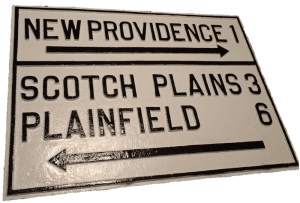 NEW PROVIDENCE 1
SCOTCH PLAINS 3
PLAINFIELD 6